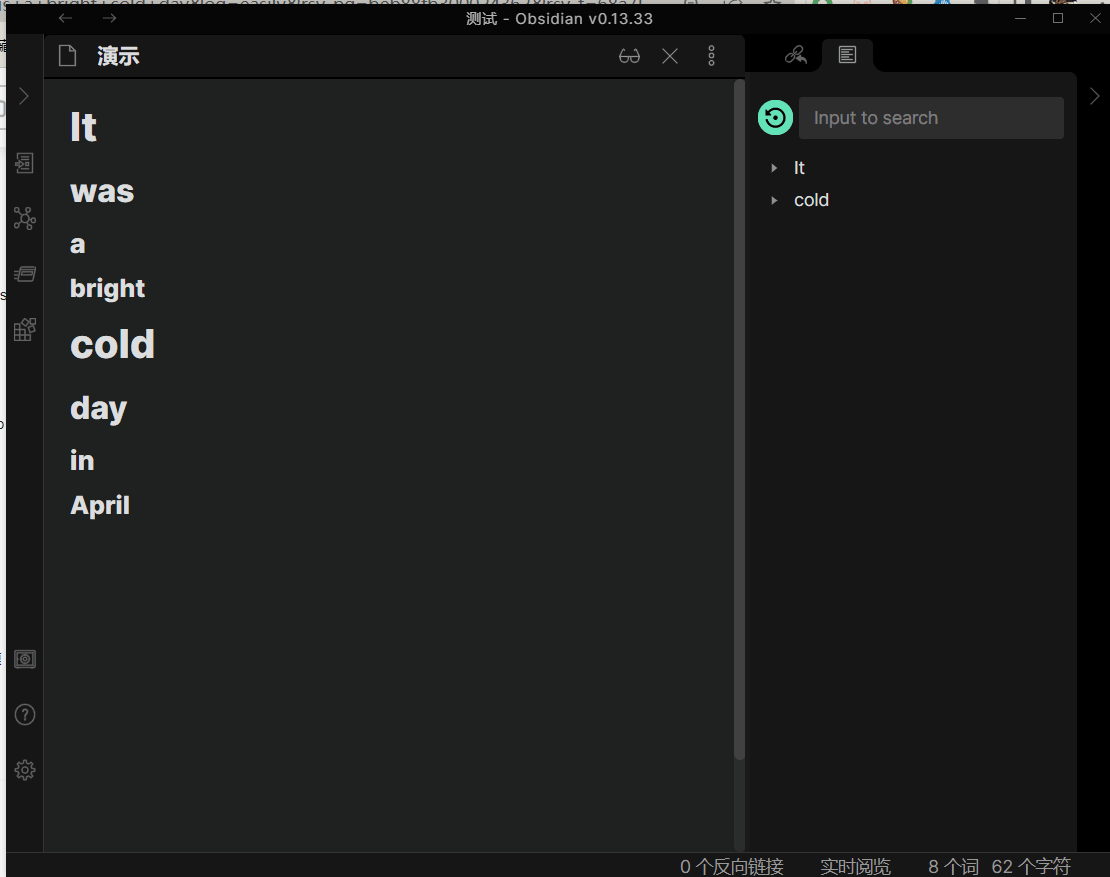 测试 - Obsidian v0.13.33
演示
It
was
a
bright
cold
day
in
April
Input to search
It
cold
0 个反向链接 实时阅览 8 个词 62 个字符